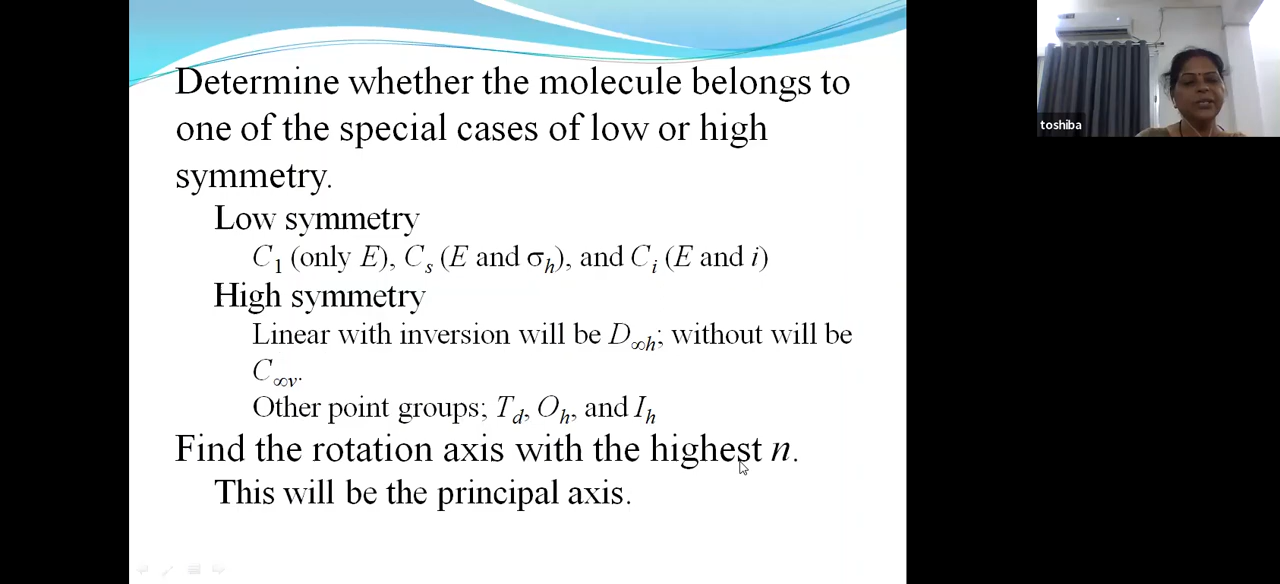 Determine whether the molecule belongs to
one of the special cases of low or high
symmetry.
Low symmetry
C₁ (only E), Cₛ (E and σₕ), and Cᵢ (E and i)
High symmetry
Linear with inversion will be D∞h; without will be
C∞v.
Other point groups; Td, Oh, and Ih
Find the rotation axis with the highest n.
This will be the principal axis.
toshiba